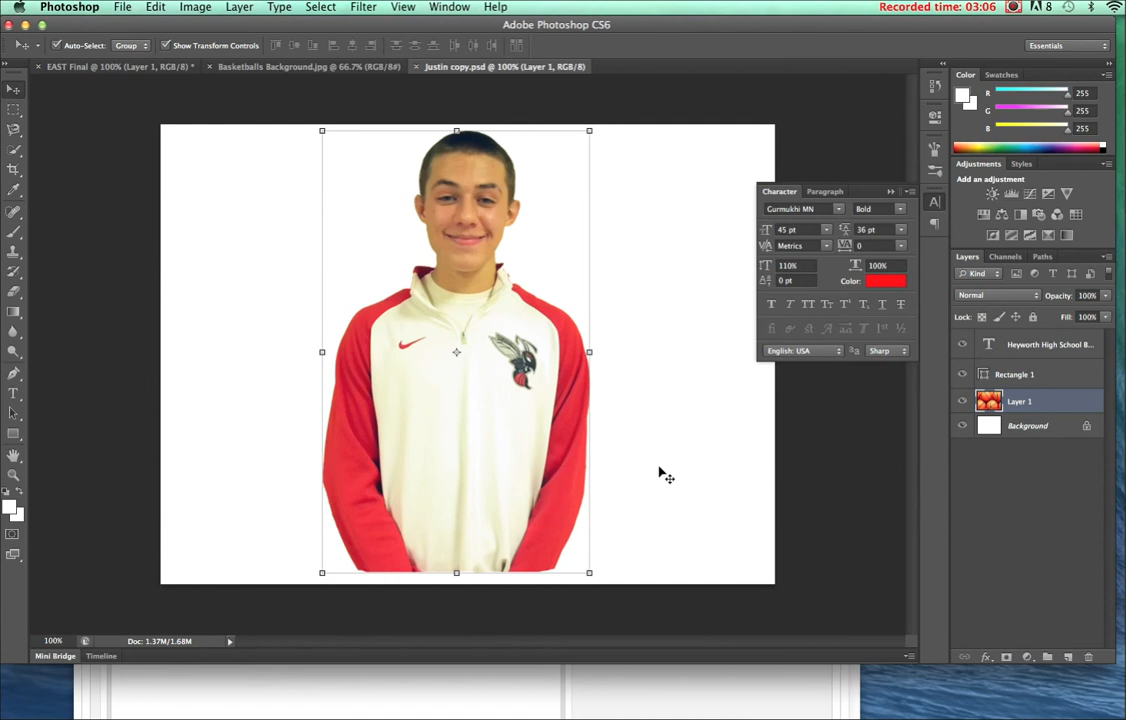 Photoshop File Edit Image Layer Type Select Filter View Window Help Recorded time: 03:06 8
Adobe Photoshop CS6
Auto-Select: Group Show Transform Controls Essentials
EAST Final @ 100% (Layer 1, RGB/8) * Basketballs Background.jpg @ 66.7% (RGB/8#) Justin copy.psd @ 100% (Layer 1, RGB/8)
Color Swatches
R 255
G 255
B 255
Adjustments Styles
Add an adjustment
Character Paragraph
Gurmukhi MN Bold
45 pt 36 pt
Metrics 0
110% 100%
0 pt Color:
English: USA Sharp
Layers Channels Paths
Kind
Normal Opacity: 100%
Lock: Fill: 100%
Heyworth High School B...
Rectangle 1
Layer 1
Background
100% Doc: 1.37M/1.68M
Mini Bridge Timeline